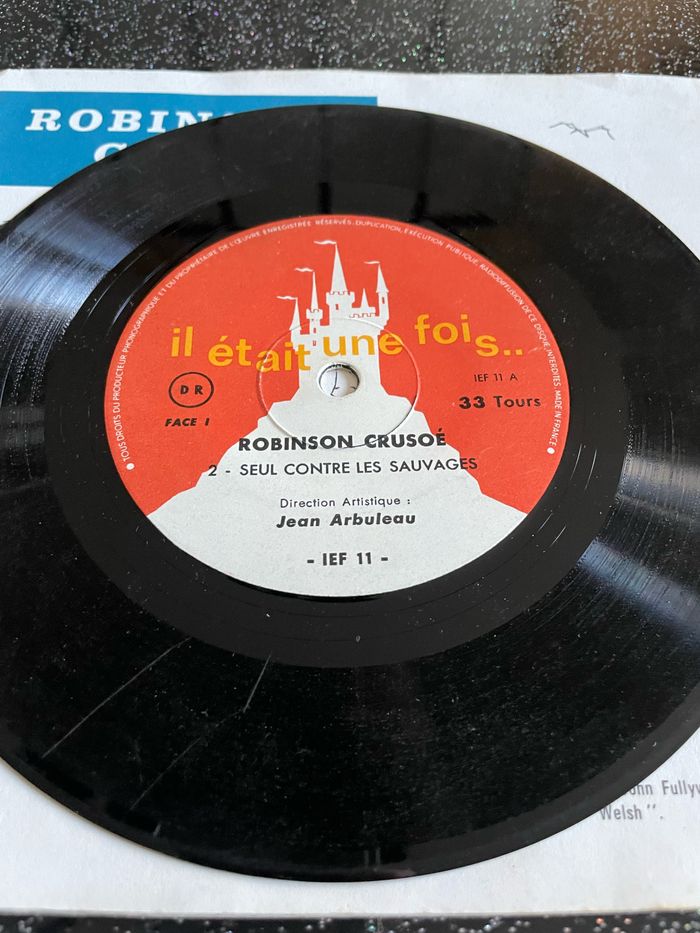 ROBIN
TOUS DROITS DU PRODUCTEUR PHONOGRAPHIQUE ET DU PROPRIÉTAIRE DE L'ŒUVRE ENREGISTRÉE RÉSERVÉS. DUPLICATION, EXÉCUTION PUBLIQUE, RADIODIFFUSION DE CE DISQUE INTERDITES. MADE IN FRANCE
il était une fois..
IEF 11 A
DR
33 Tours
FACE I
ROBINSON CRUSOÉ
2 - SEUL CONTRE LES SAUVAGES
Direction Artistique :
Jean Arbuleau
- IEF 11 -
Welsh".